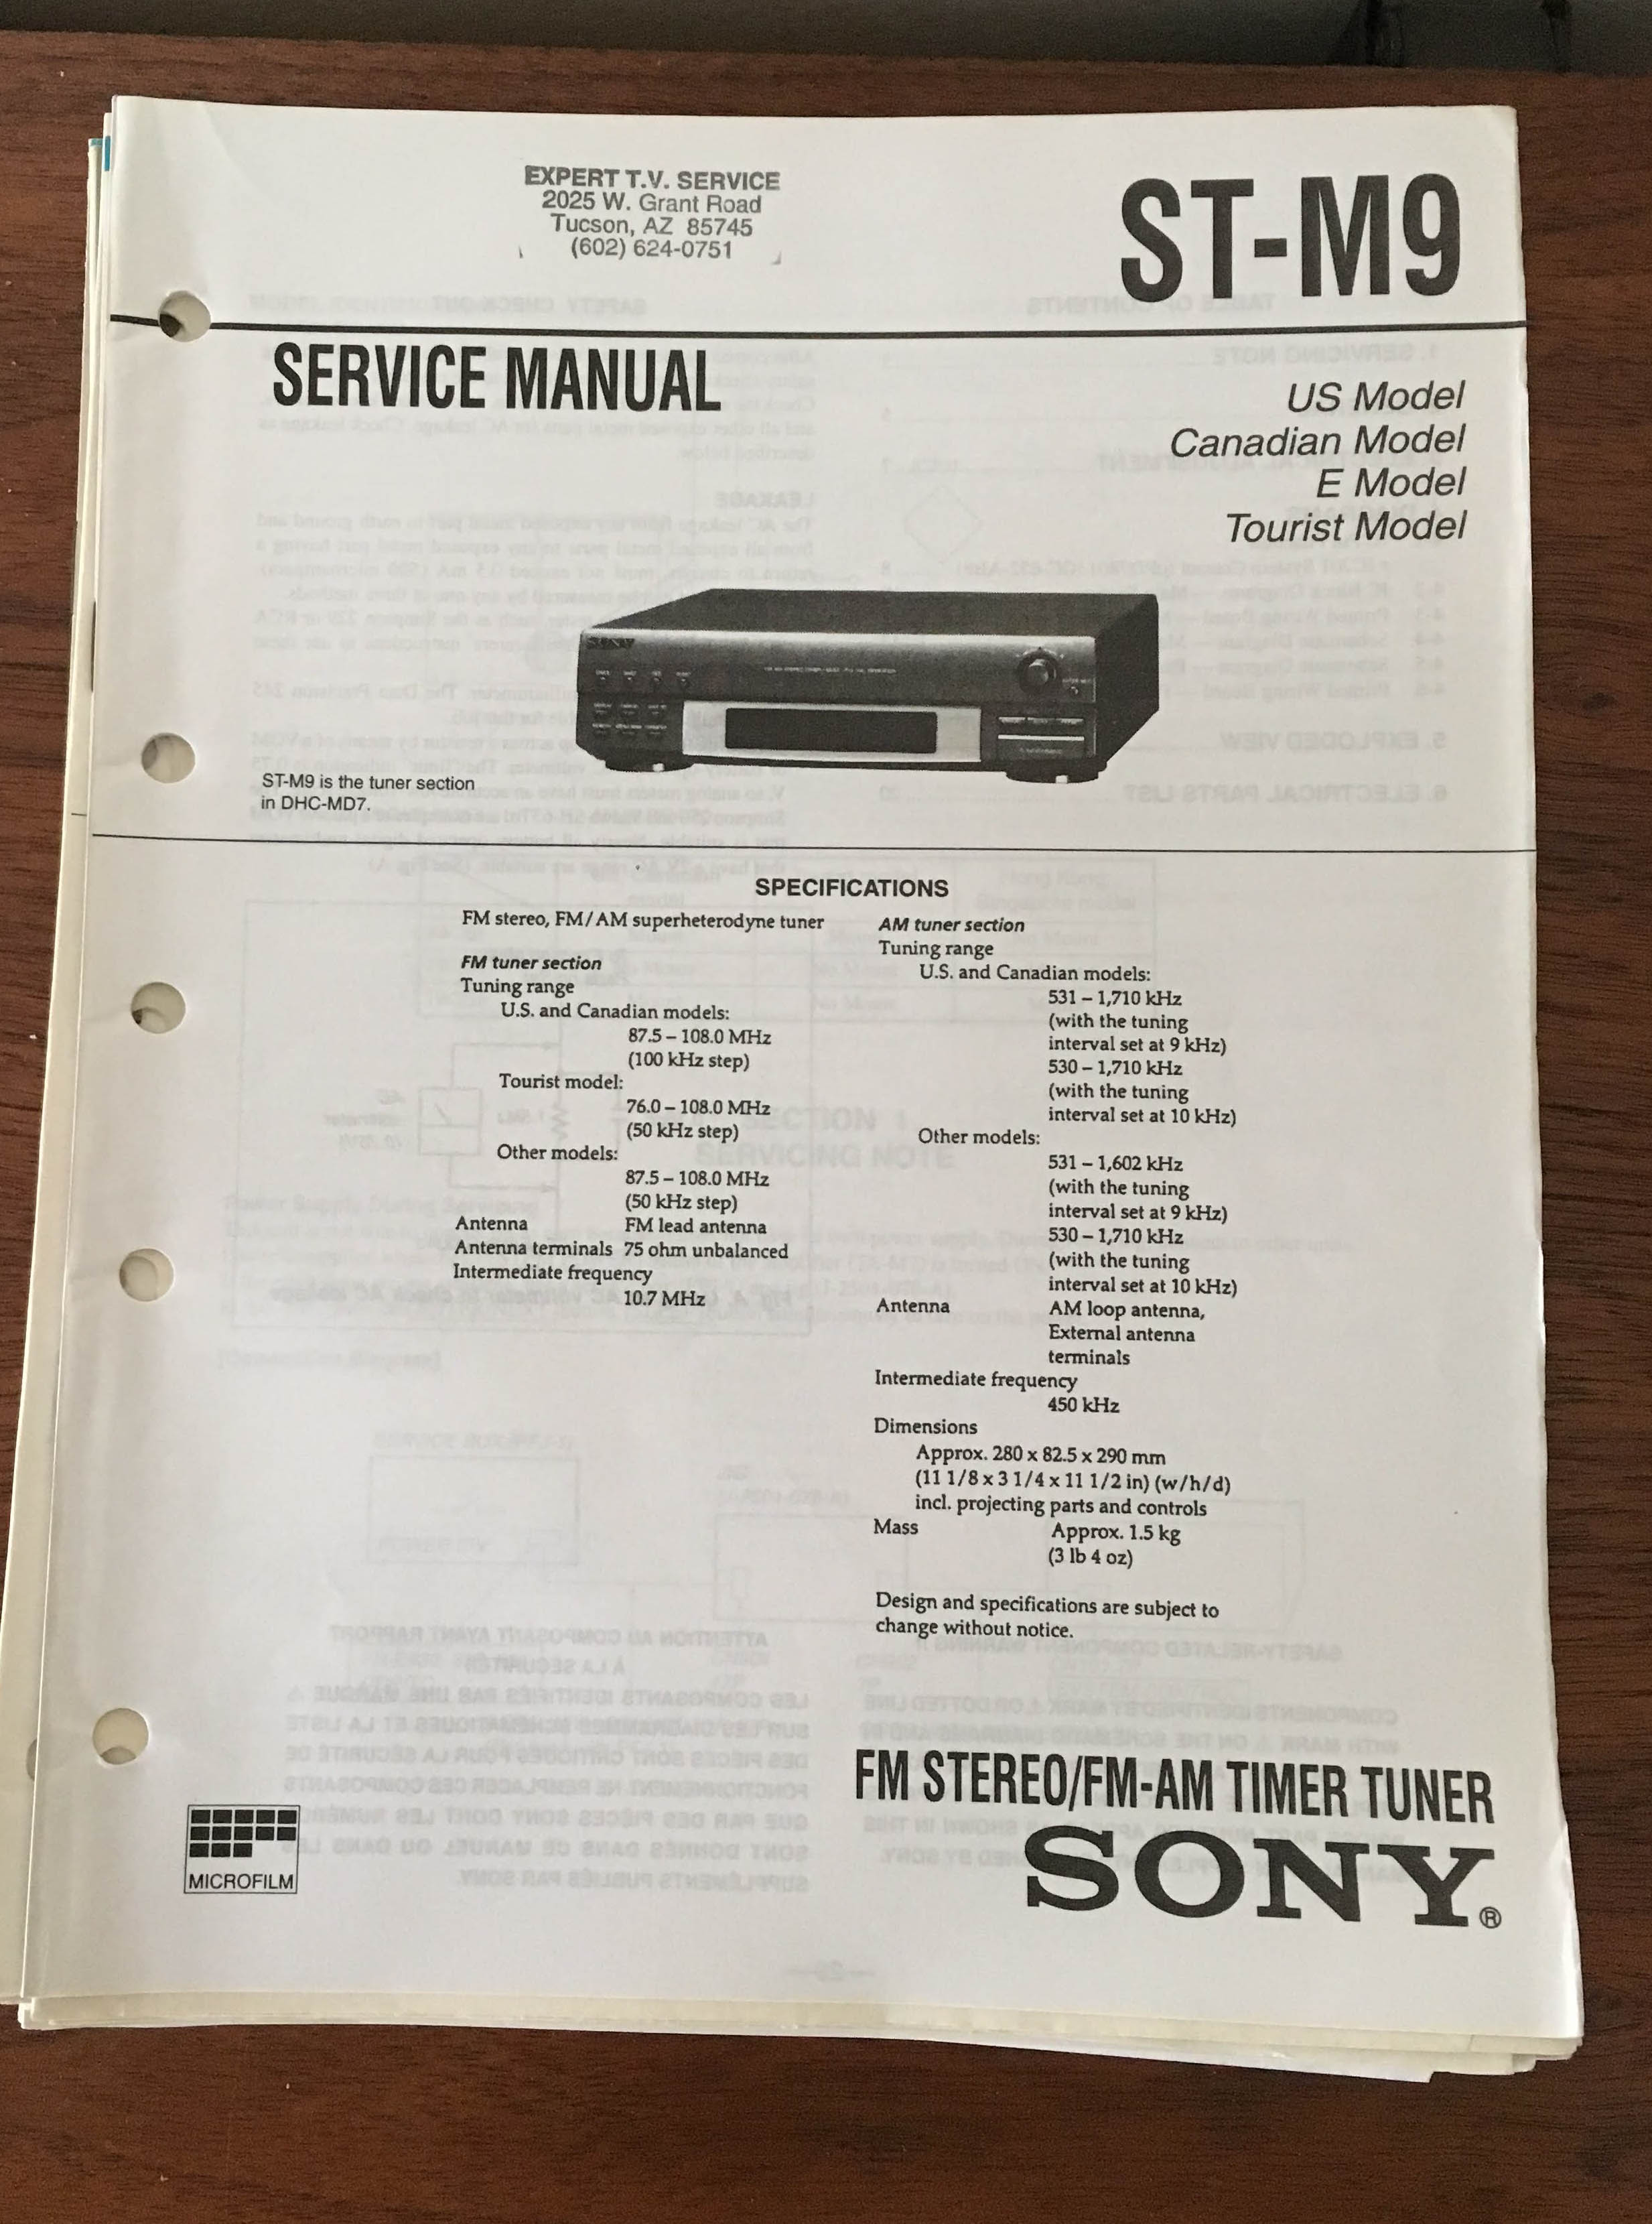 EXPERT T.V. SERVICE
2025 W. Grant Road
Tucson, AZ 85745
(602) 624-0751
ST-M9
SERVICE MANUAL
US Model
Canadian Model
E Model
Tourist Model
SONY
ST-M9 is the tuner section
in DHC-MD7.
SPECIFICATIONS
FM stereo, FM/AM superheterodyne tuner
FM tuner section
Tuning range
U.S. and Canadian models:
87.5 – 108.0 MHz
(100 kHz step)
Tourist model:
76.0 – 108.0 MHz
(50 kHz step)
Other models:
87.5 – 108.0 MHz
(50 kHz step)
Antenna FM lead antenna
Antenna terminals 75 ohm unbalanced
Intermediate frequency
10.7 MHz
AM tuner section
Tuning range
U.S. and Canadian models:
531 – 1,710 kHz
(with the tuning
interval set at 9 kHz)
530 – 1,710 kHz
(with the tuning
interval set at 10 kHz)
Other models:
531 – 1,602 kHz
(with the tuning
interval set at 9 kHz)
530 – 1,710 kHz
(with the tuning
interval set at 10 kHz)
Antenna AM loop antenna,
External antenna
terminals
Intermediate frequency
450 kHz
Dimensions
Approx. 280 x 82.5 x 290 mm
(11 1/8 x 3 1/4 x 11 1/2 in) (w/h/d)
incl. projecting parts and controls
Mass Approx. 1.5 kg
(3 lb 4 oz)
Design and specifications are subject to
change without notice.
MICROFILM
FM STEREO/FM-AM TIMER TUNER
SONY®